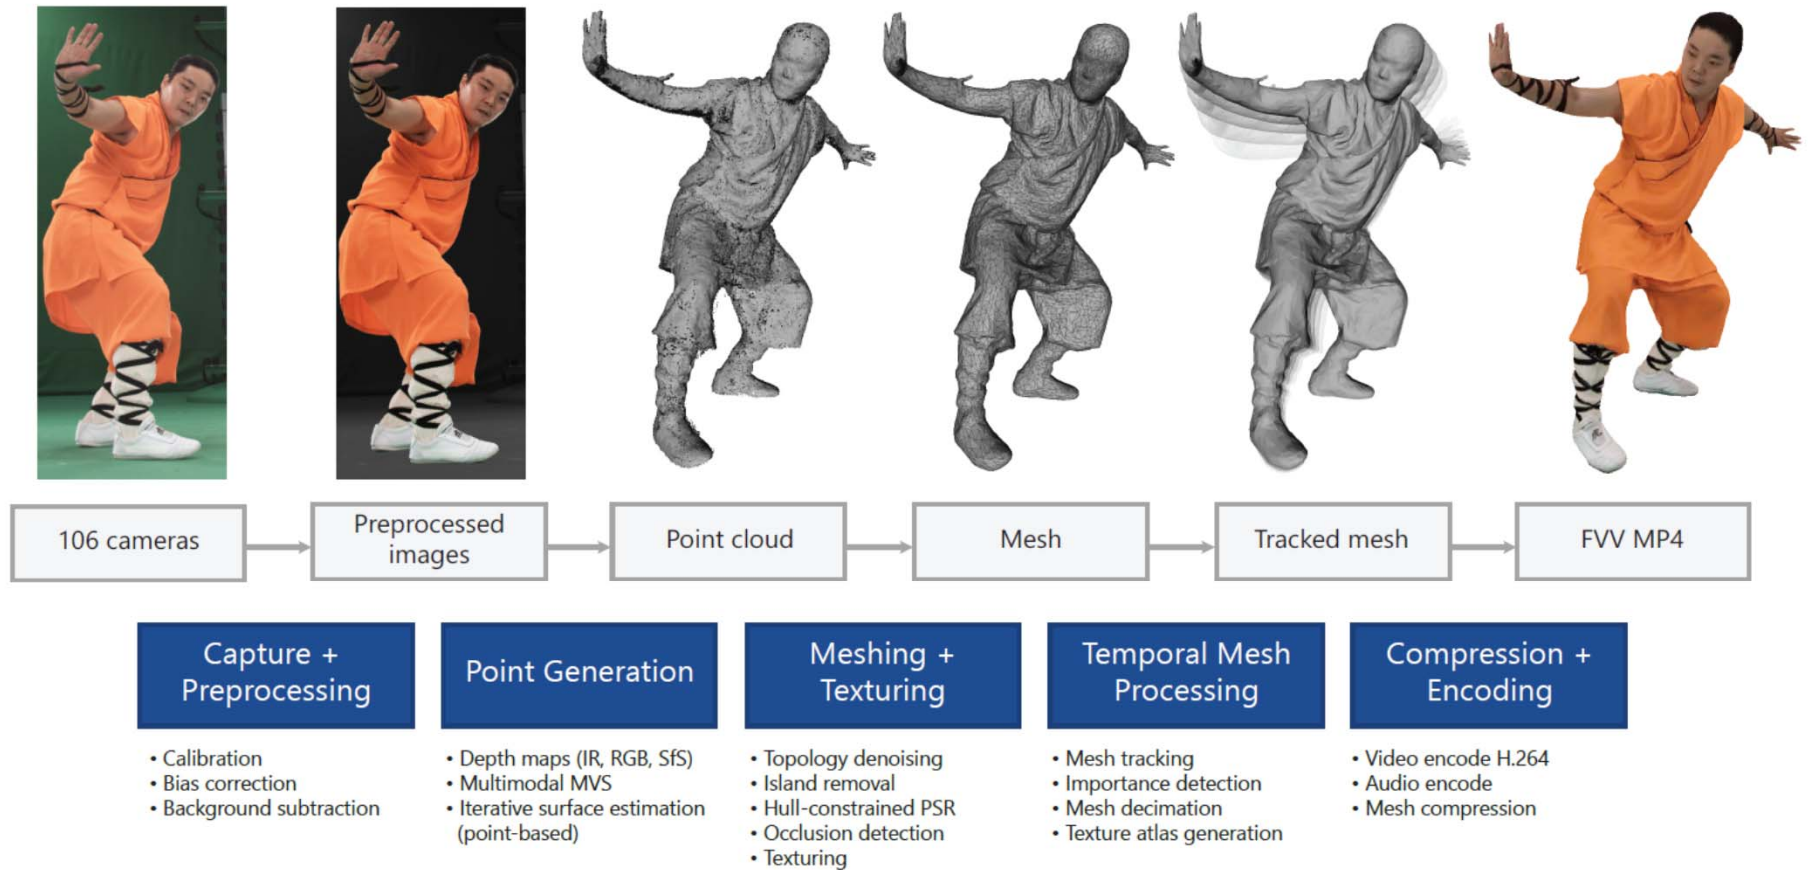 106 cameras
Preprocessed
images
Point cloud
Mesh
Tracked mesh
FVV MP4
Capture +
Preprocessing
• Calibration
• Bias correction
• Background subtraction
Point Generation
• Depth maps (IR, RGB, SfS)
• Multimodal MVS
• Iterative surface estimation
(point-based)
Meshing +
Texturing
• Topology denoising
• Island removal
• Hull-constrained PSR
• Occlusion detection
• Texturing
Temporal Mesh
Processing
• Mesh tracking
• Importance detection
• Mesh decimation
• Texture atlas generation
Compression +
Encoding
• Video encode H.264
• Audio encode
• Mesh compression